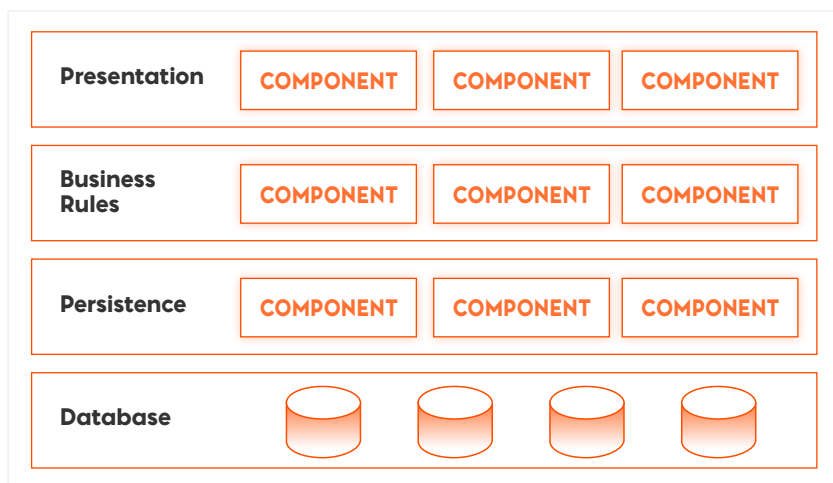 Presentation
COMPONENT COMPONENT COMPONENT
Business
Rules
COMPONENT COMPONENT COMPONENT
Persistence
COMPONENT COMPONENT COMPONENT
Database